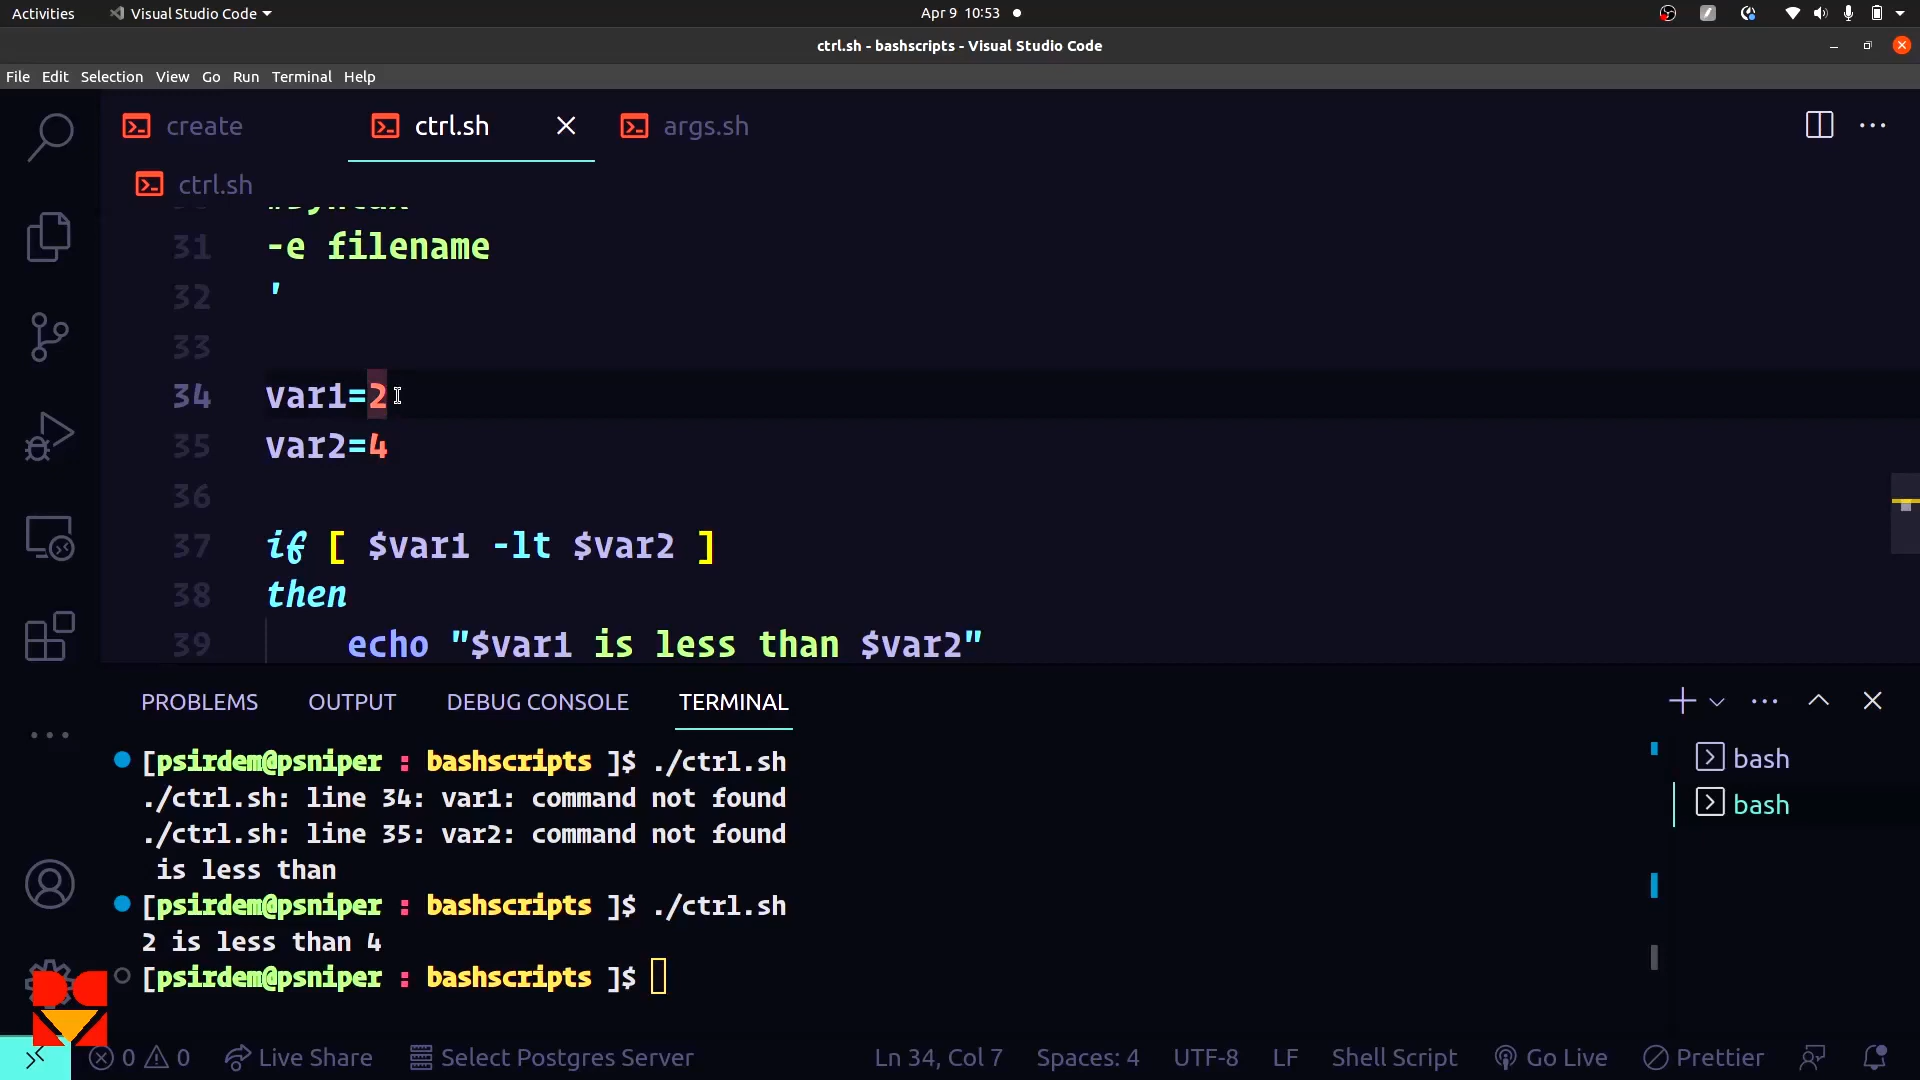 Activities Visual Studio Code Apr 9 10:53
ctrl.sh - bashscripts - Visual Studio Code
File Edit Selection View Go Run Terminal Help
create ctrl.sh args.sh
ctrl.sh
31 -e filename
32 '
33
34 var1=2
35 var2=4
36
37 if [ $var1 -lt $var2 ]
38 then
39 echo "$var1 is less than $var2"
PROBLEMS OUTPUT DEBUG CONSOLE TERMINAL
[psirdem@psniper : bashscripts ]$ ./ctrl.sh
./ctrl.sh: line 34: var1: command not found
./ctrl.sh: line 35: var2: command not found
is less than
[psirdem@psniper : bashscripts ]$ ./ctrl.sh
2 is less than 4
[psirdem@psniper : bashscripts ]$
bash
bash
0 0 Live Share Select Postgres Server Ln 34, Col 7 Spaces: 4 UTF-8 LF Shell Script Go Live Prettier